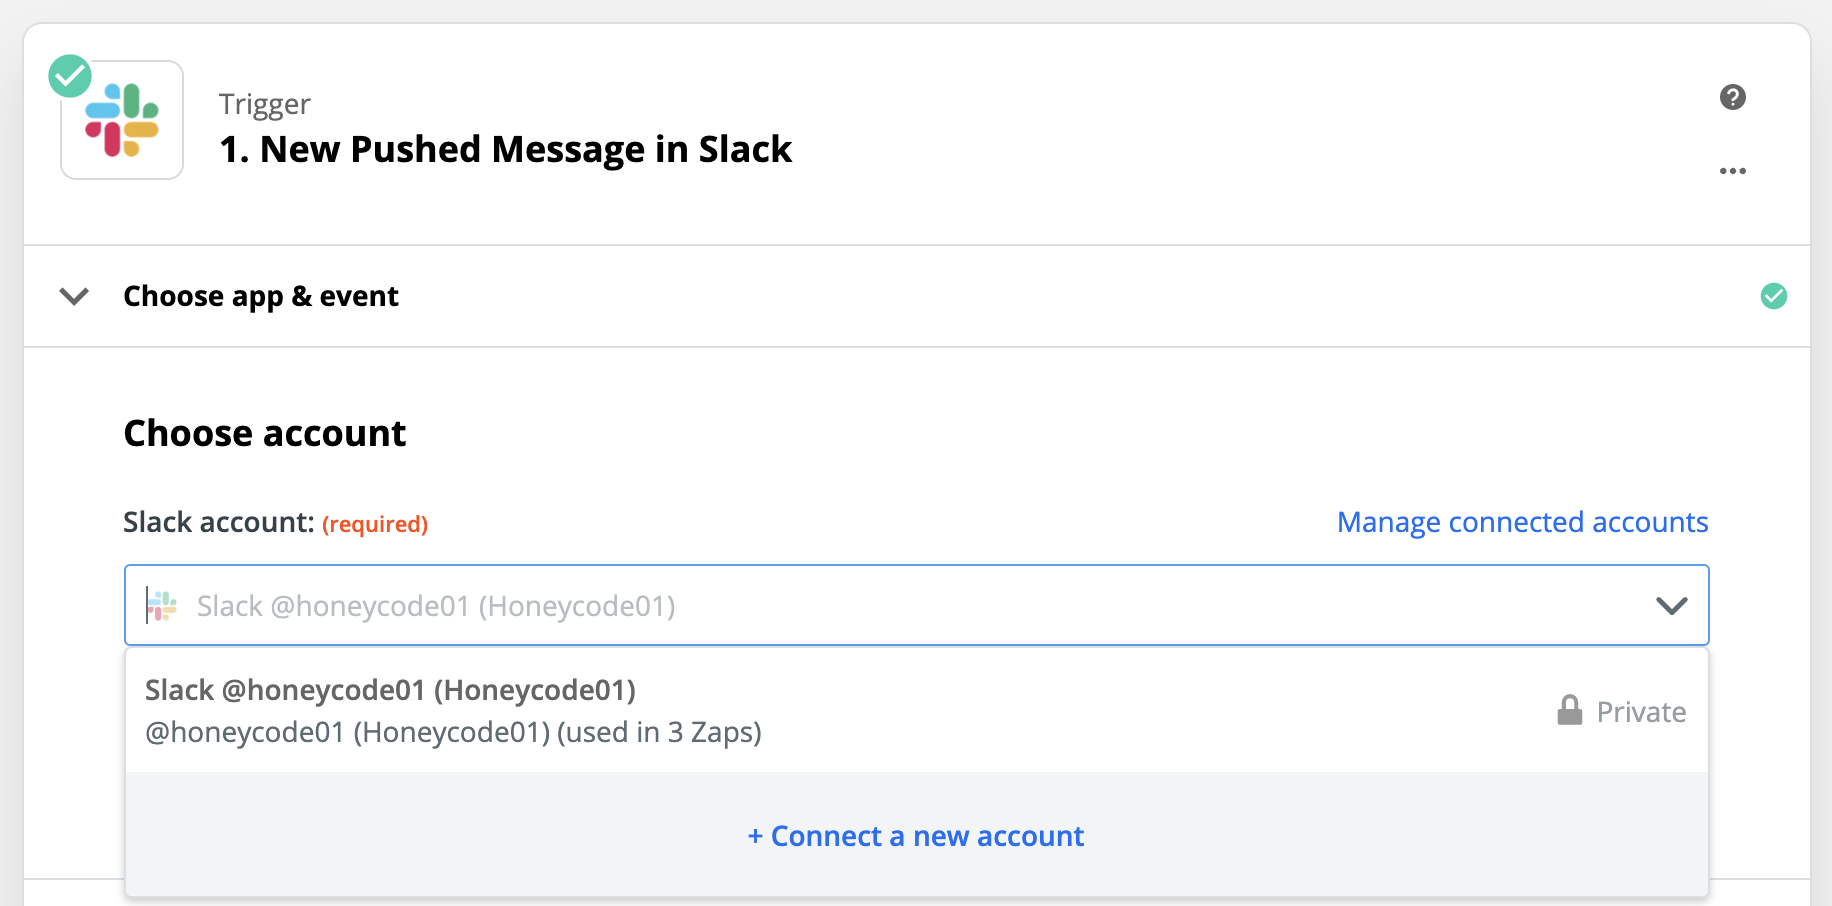 Trigger
1. New Pushed Message in Slack
Choose app & event
Choose account
Slack account: (required)
Manage connected accounts
Slack @honeycode01 (Honeycode01)
Slack @honeycode01 (Honeycode01)
@honeycode01 (Honeycode01) (used in 3 Zaps)
Private
+ Connect a new account